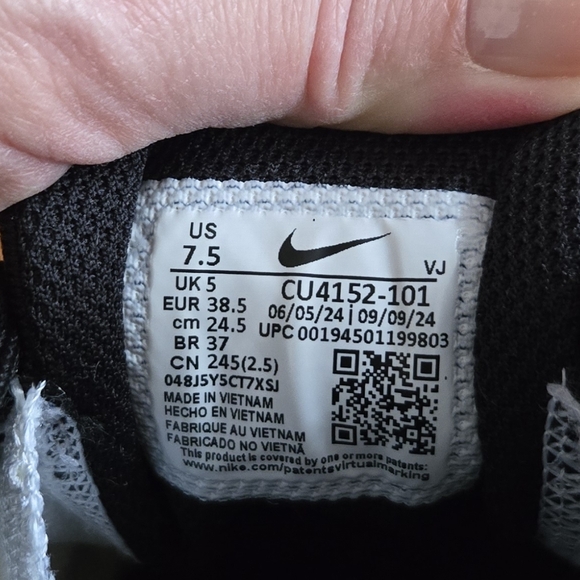 US
7.5
VJ
UK 5
EUR 38.5
cm 24.5
BR 37
CN 245(2.5)
048J5Y5CT7XSJ
CU4152-101
06/05/24 | 09/09/24
UPC 00194501199803
MADE IN VIETNAM
HECHO EN VIETNAM
FABRIQUE AU VIETNAM
FABRICADO NO VIETNÃ
This product is covered by one or more patents:
www.nike.com/patentsvirtualmarking